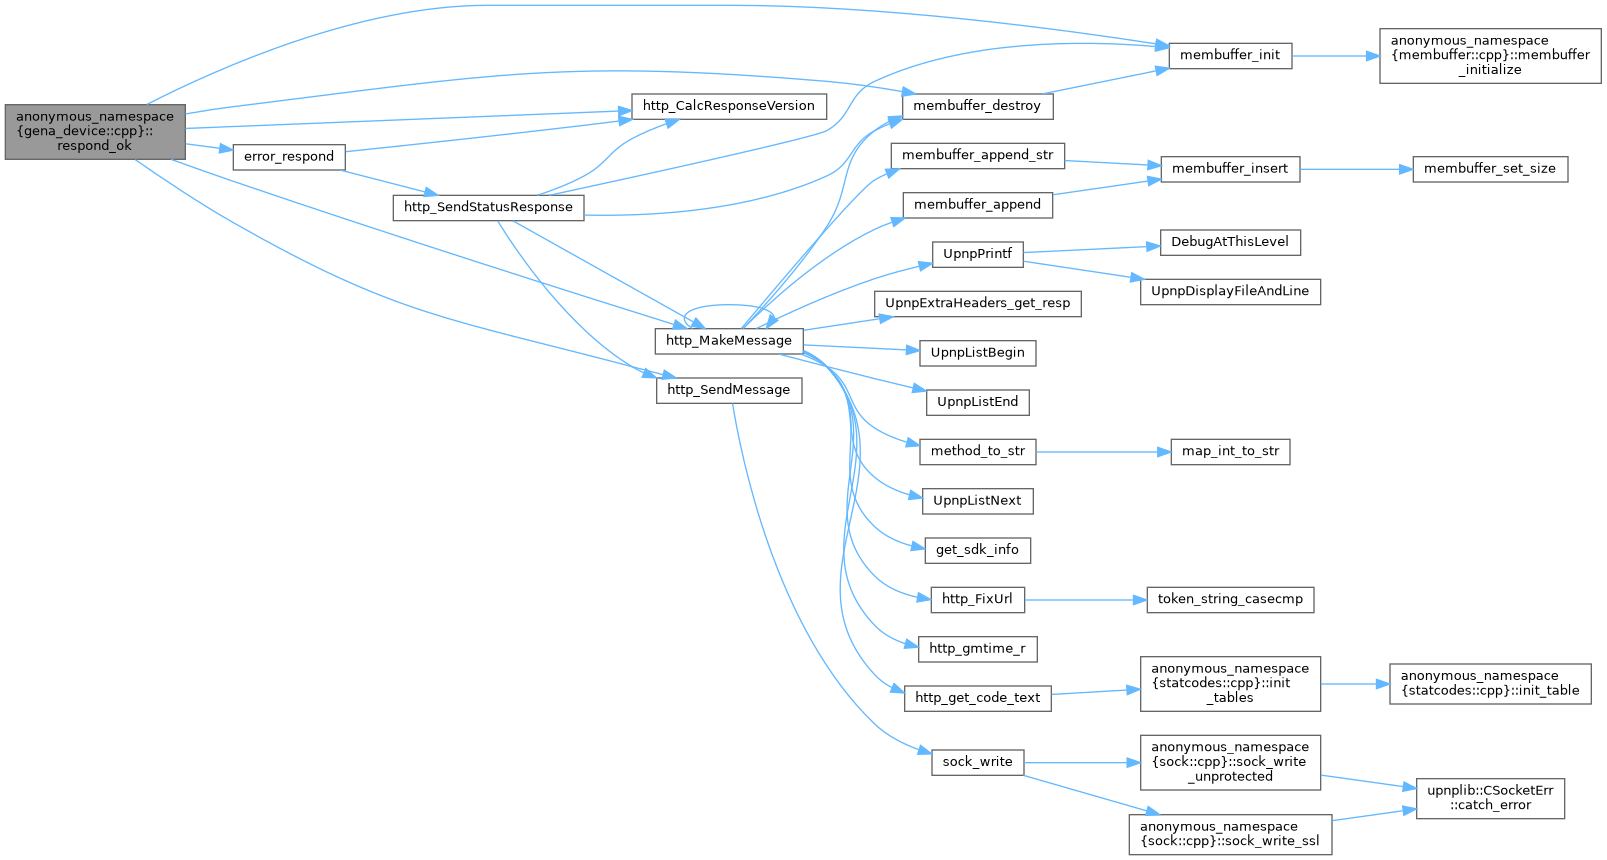 anonymous_namespace
{gena_device::cpp}::
respond_ok
error_respond
http_CalcResponseVersion
http_SendStatusResponse
http_MakeMessage
http_SendMessage
membuffer_init
anonymous_namespace
{membuffer::cpp}::membuffer
_initialize
membuffer_destroy
membuffer_append_str
membuffer_append
membuffer_insert
membuffer_set_size
UpnpPrintf
DebugAtThisLevel
UpnpDisplayFileAndLine
UpnpExtraHeaders_get_resp
UpnpListBegin
UpnpListEnd
method_to_str
map_int_to_str
UpnpListNext
get_sdk_info
http_FixUrl
token_string_casecmp
http_gmtime_r
http_get_code_text
anonymous_namespace
{statcodes::cpp}::init
_tables
anonymous_namespace
{statcodes::cpp}::init_table
sock_write
anonymous_namespace
{sock::cpp}::sock_write
_unprotected
anonymous_namespace
{sock::cpp}::sock_write_ssl
upnplib::CSocketErr
::catch_error